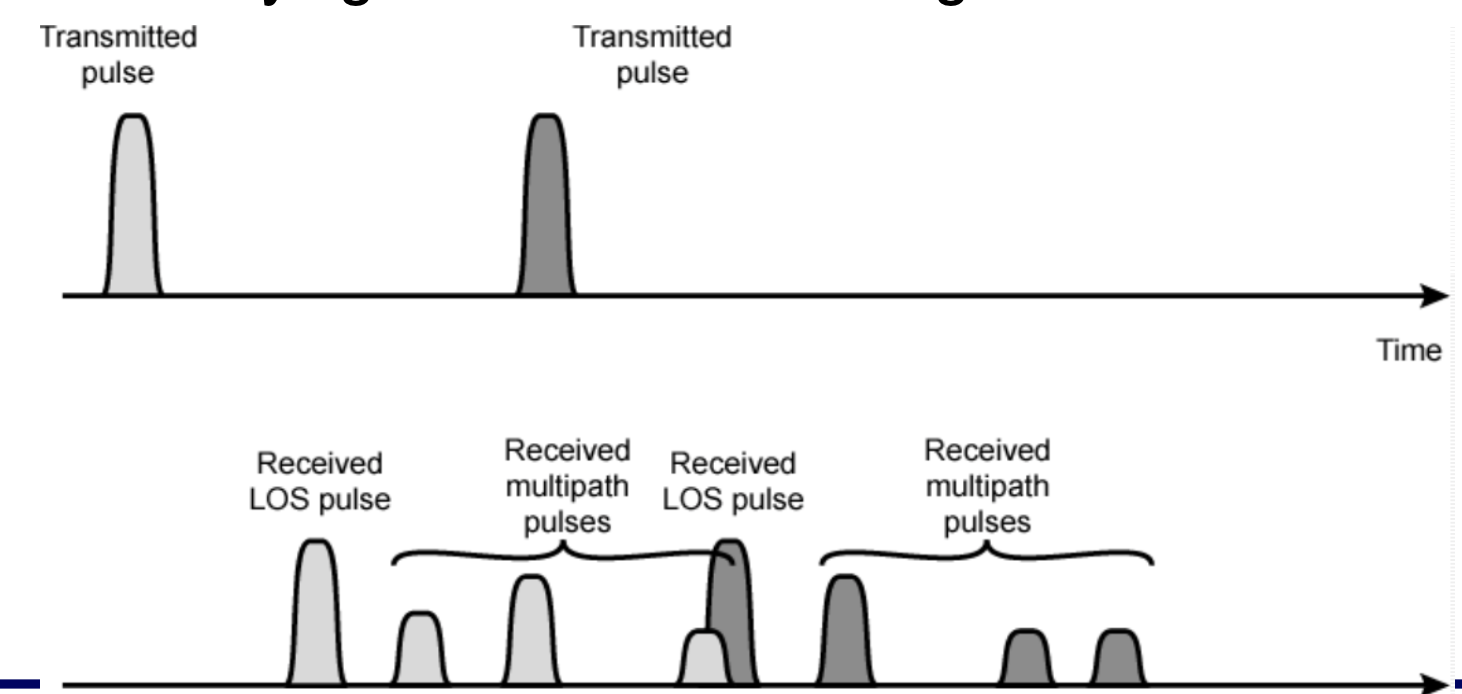 Transmitted
pulse
Transmitted
pulse
Time
Received
LOS pulse
Received
multipath
pulses
Received
LOS pulse
Received
multipath
pulses